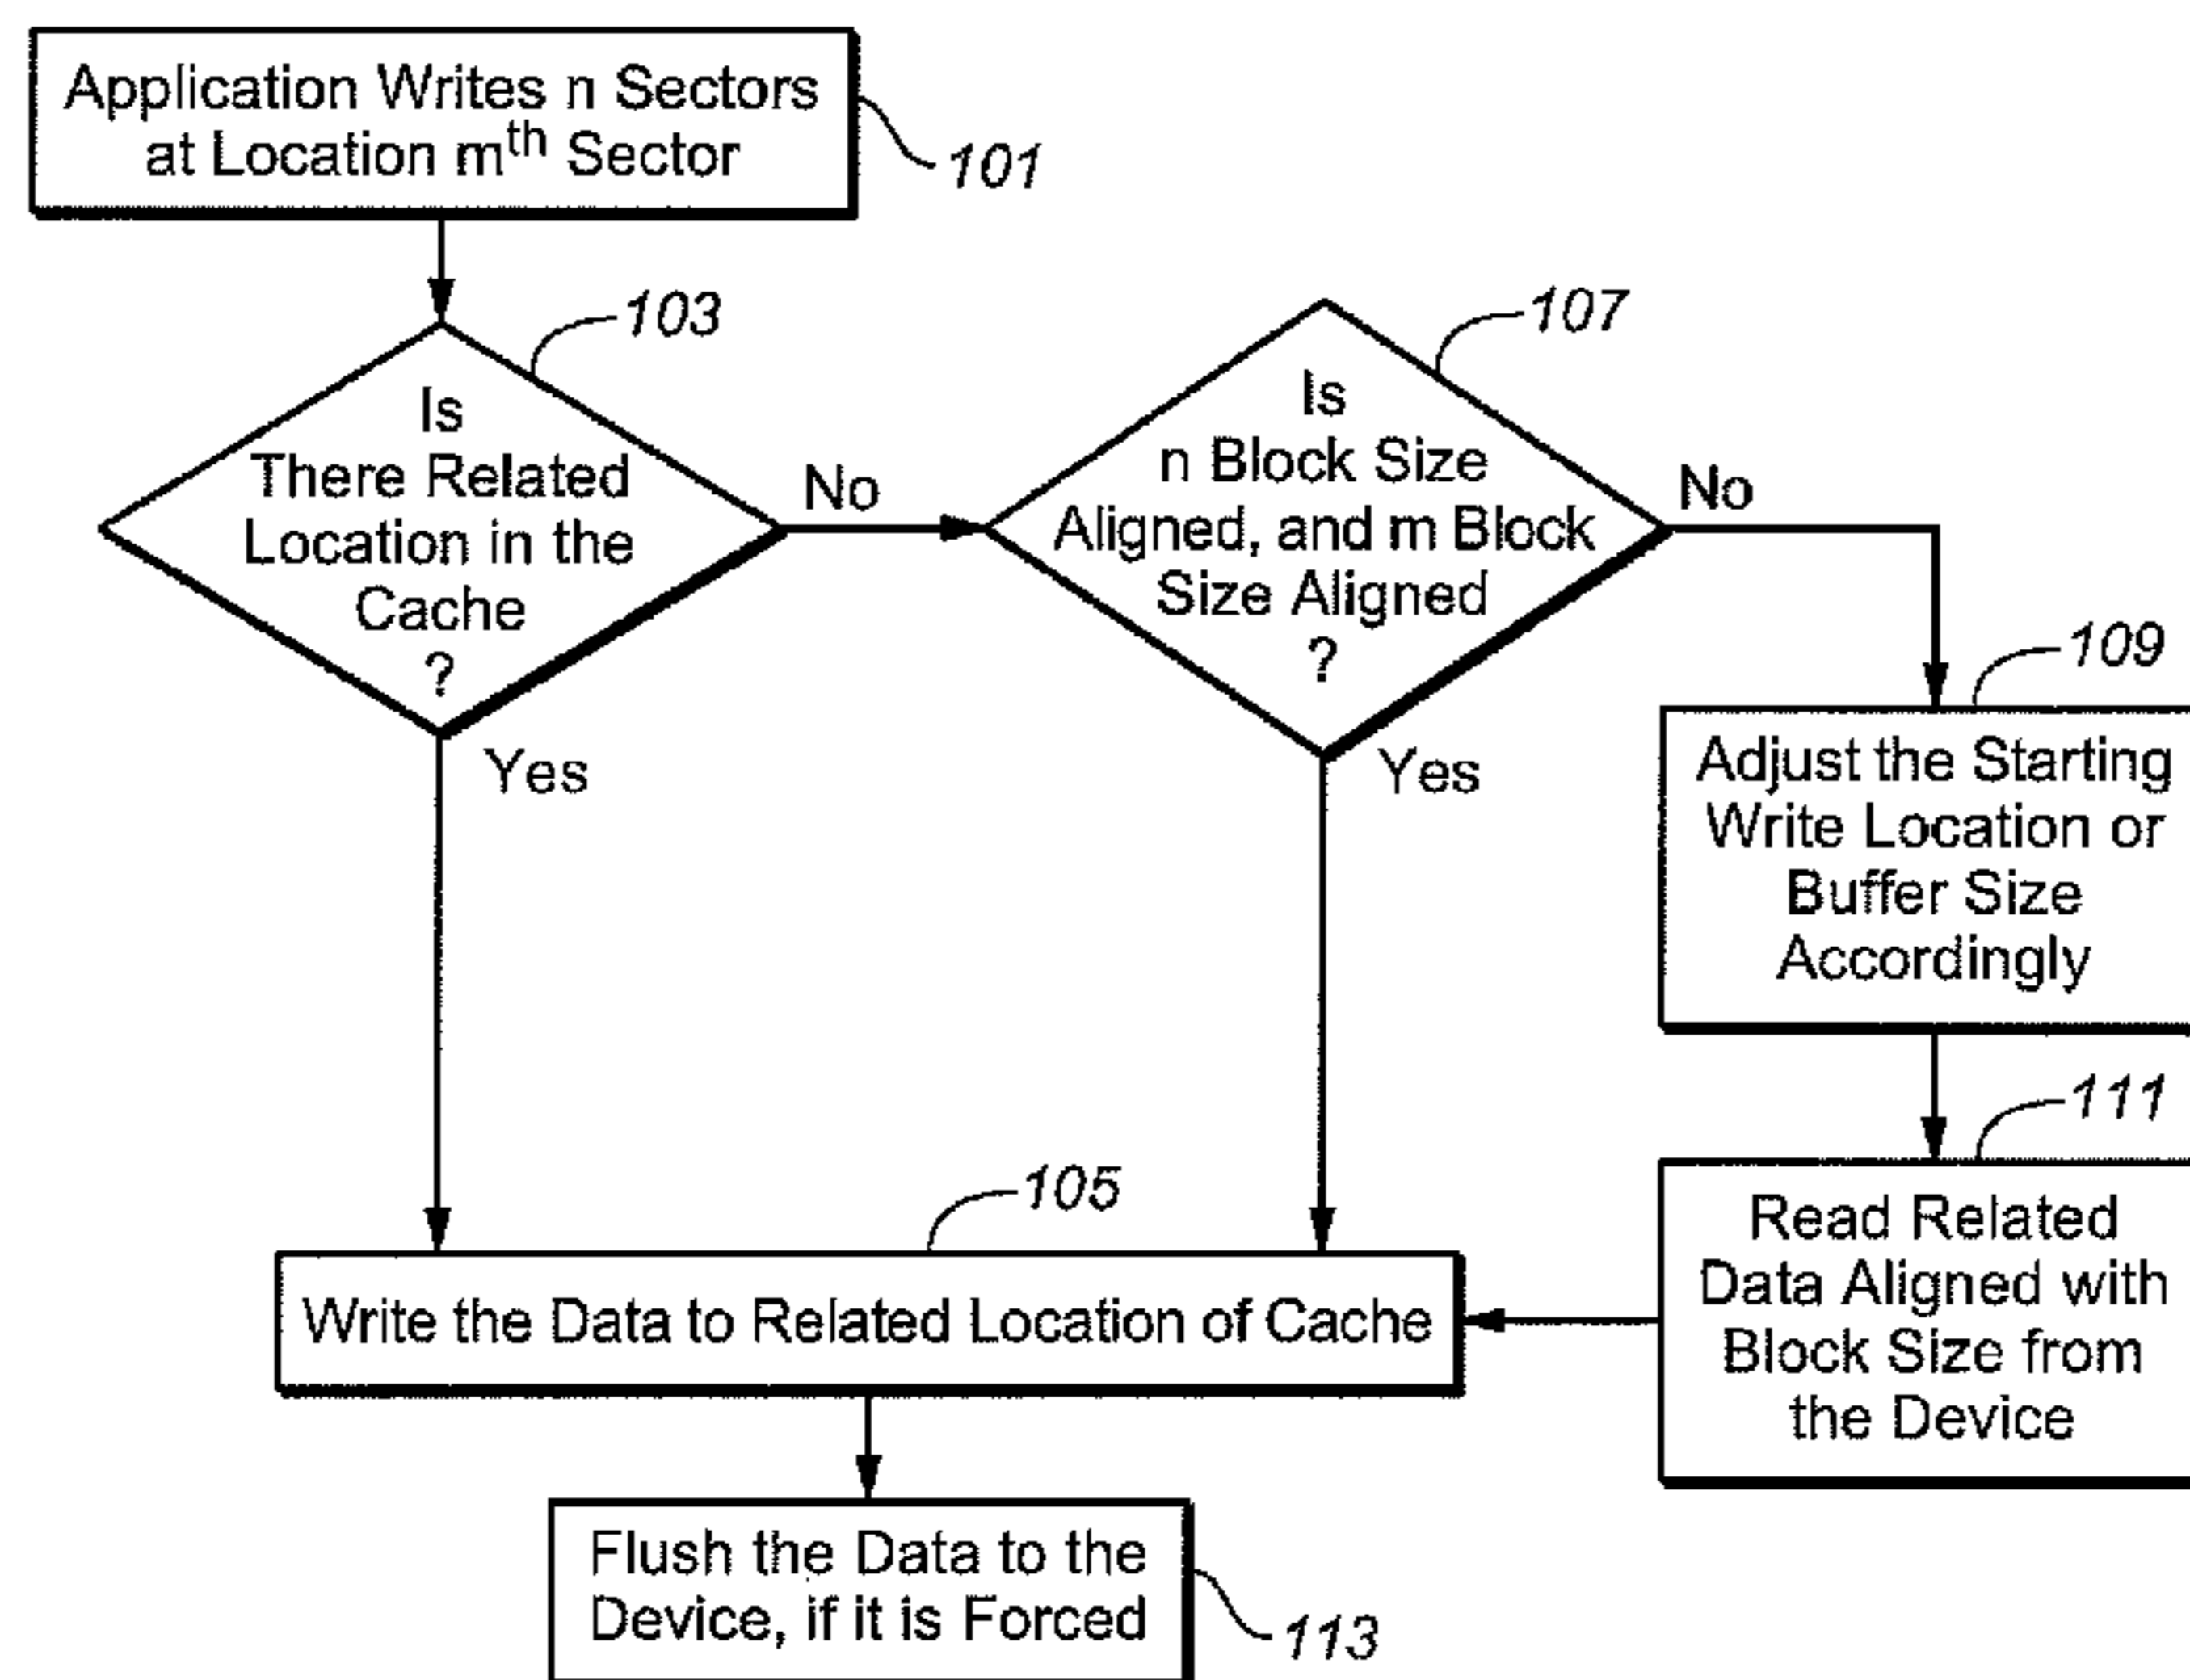 Application Writes n Sectors
at Location mth Sector
101
103
Is
There Related
Location in the
Cache
?
No
Yes
107
Is
n Block Size
Aligned, and m Block
Size Aligned
?
No
Yes
109
Adjust the Starting
Write Location or
Buffer Size
Accordingly
111
Read Related
Data Aligned with
Block Size from
the Device
105
Write the Data to Related Location of Cache
Flush the Data to the
Device, if it is Forced
113